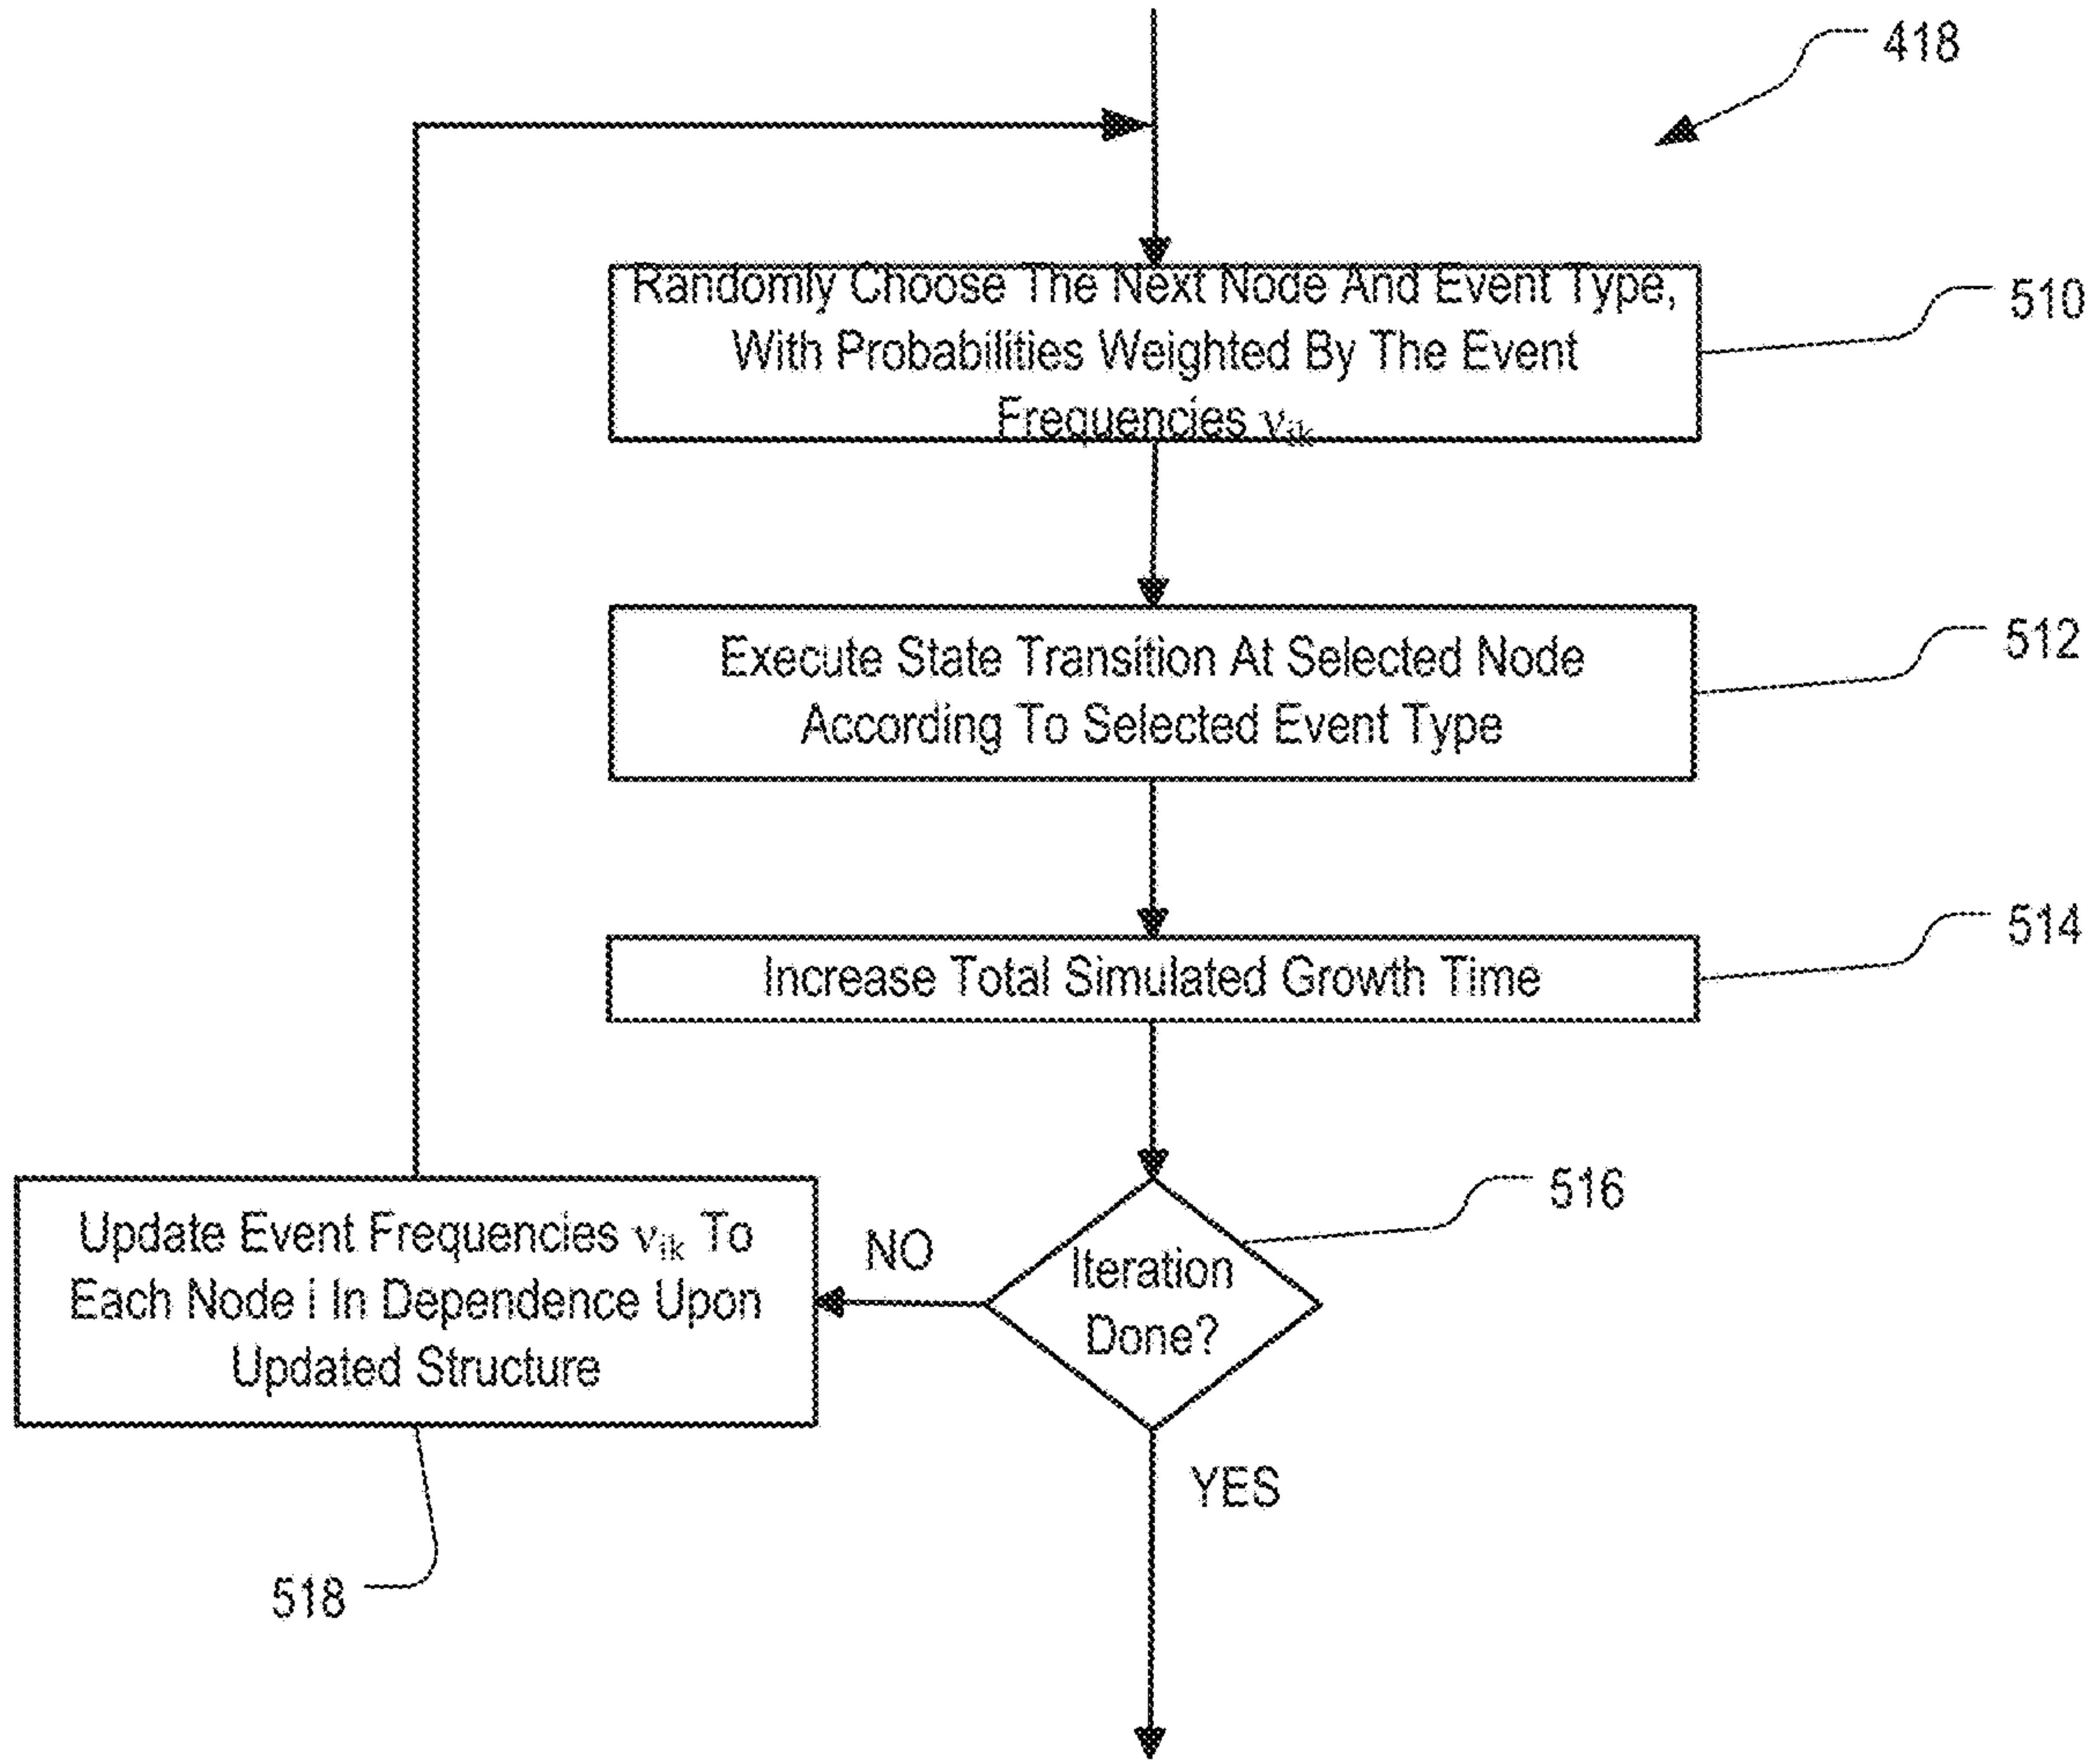 418
Randomly Choose The Next Node And Event Type,
With Probabilities Weighted By The Event
Frequencies νik
510
Execute State Transition At Selected Node
According To Selected Event Type
512
Increase Total Simulated Growth Time
514
Iteration
Done?
516
NO
YES
Update Event Frequencies νik To
Each Node i In Dependence Upon
Updated Structure
518